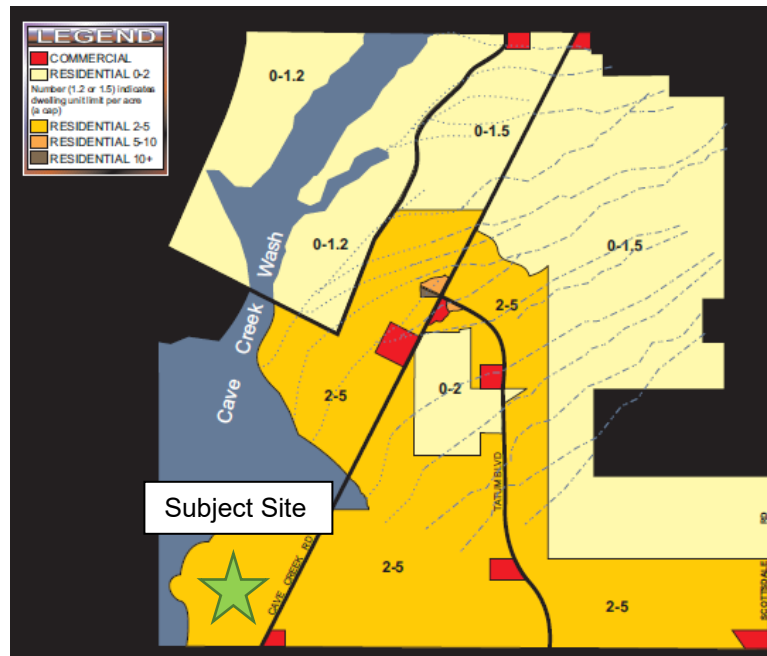 LEGEND
COMMERCIAL
RESIDENTIAL 0-2
Number (1.2 or 1.5) indicates
dwelling unit limit per acre
(a cap)
RESIDENTIAL 2-5
RESIDENTIAL 5-10
RESIDENTIAL 10+
0-1.2
0-1.5
0-1.2
0-1.5
Cave Creek Wash
2-5
2-5
0-2
TATUM BLVD
Subject Site
CAVE CREEK RD
2-5
2-5
SCOTTSDALE RD